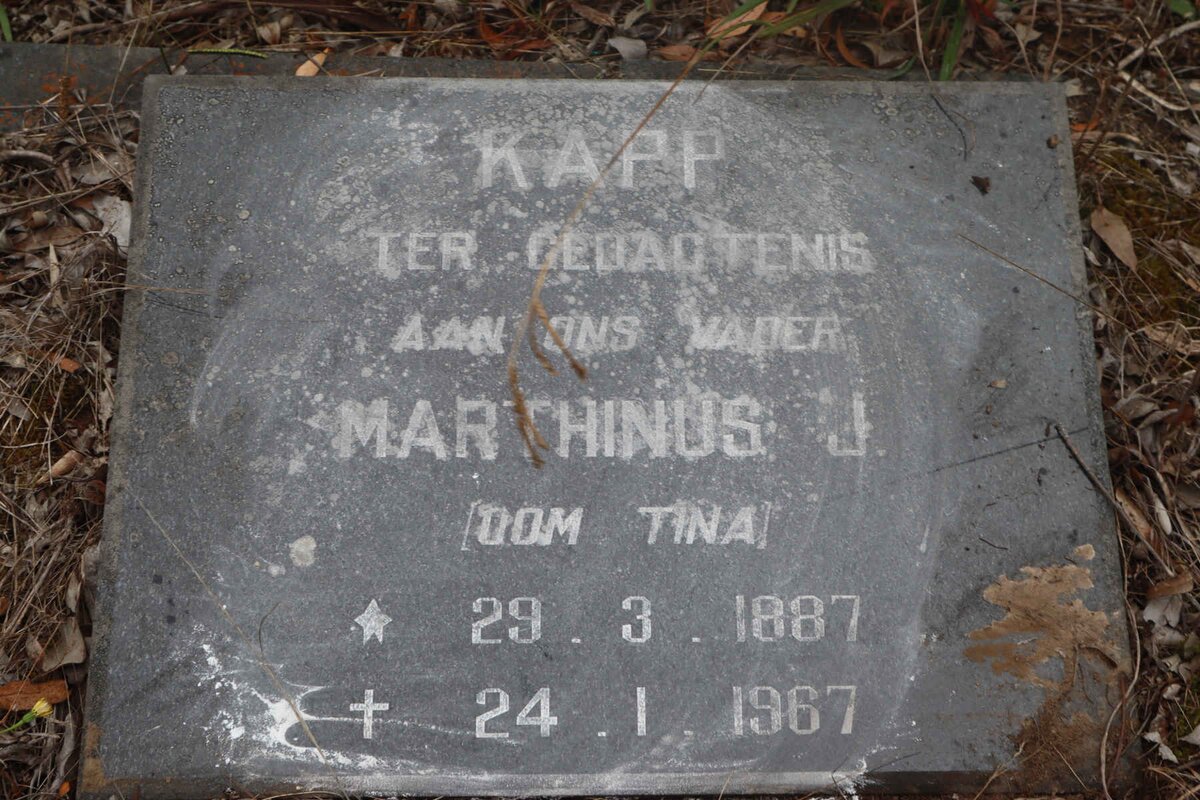 KAPP
TER GEDAGTENIS
AAN ONS VADER
MARTHINUS J.
[OOM TINA]
★ 29.3.1887
✝ 24.1.1967